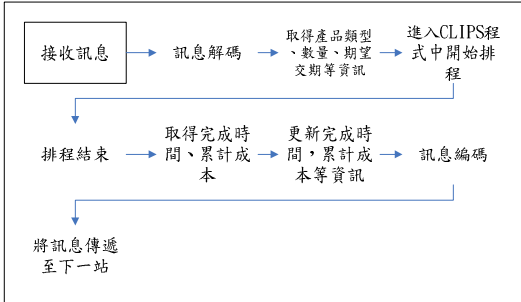 接收訊息
訊息解碼
取得產品類型
、數量、期望
交期等資訊
進入CLIPS程
式中開始排
程
排程結束
取得完成時
間、累計成
本
更新完成時
間，累計成
本等資訊
訊息編碼
將訊息傳遞
至下一站